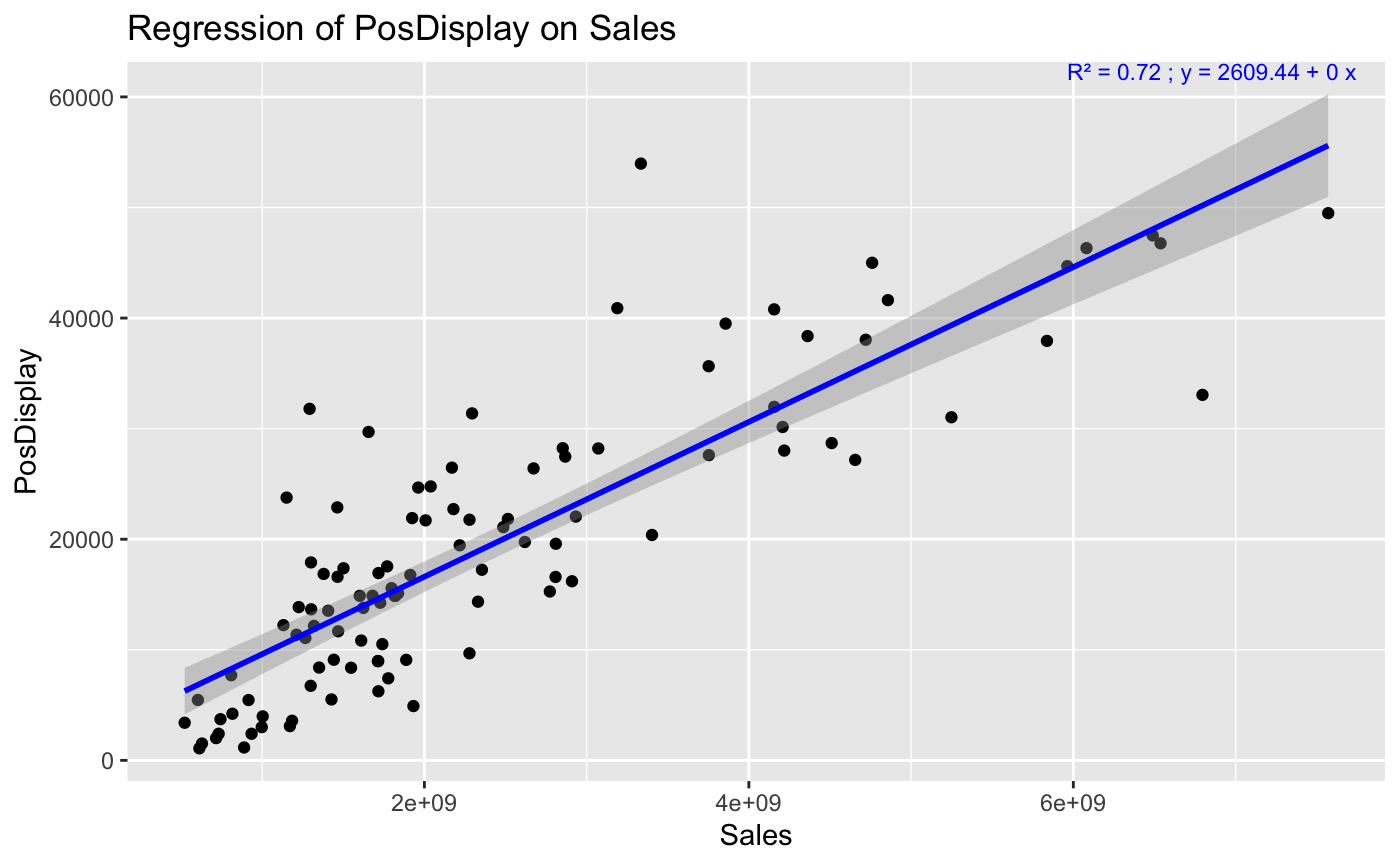 Regression of PosDisplay on Sales
R² = 0.72 ; y = 2609.44 + 0 x
60000
40000
20000
0
PosDisplay
2e+09
4e+09
6e+09
Sales